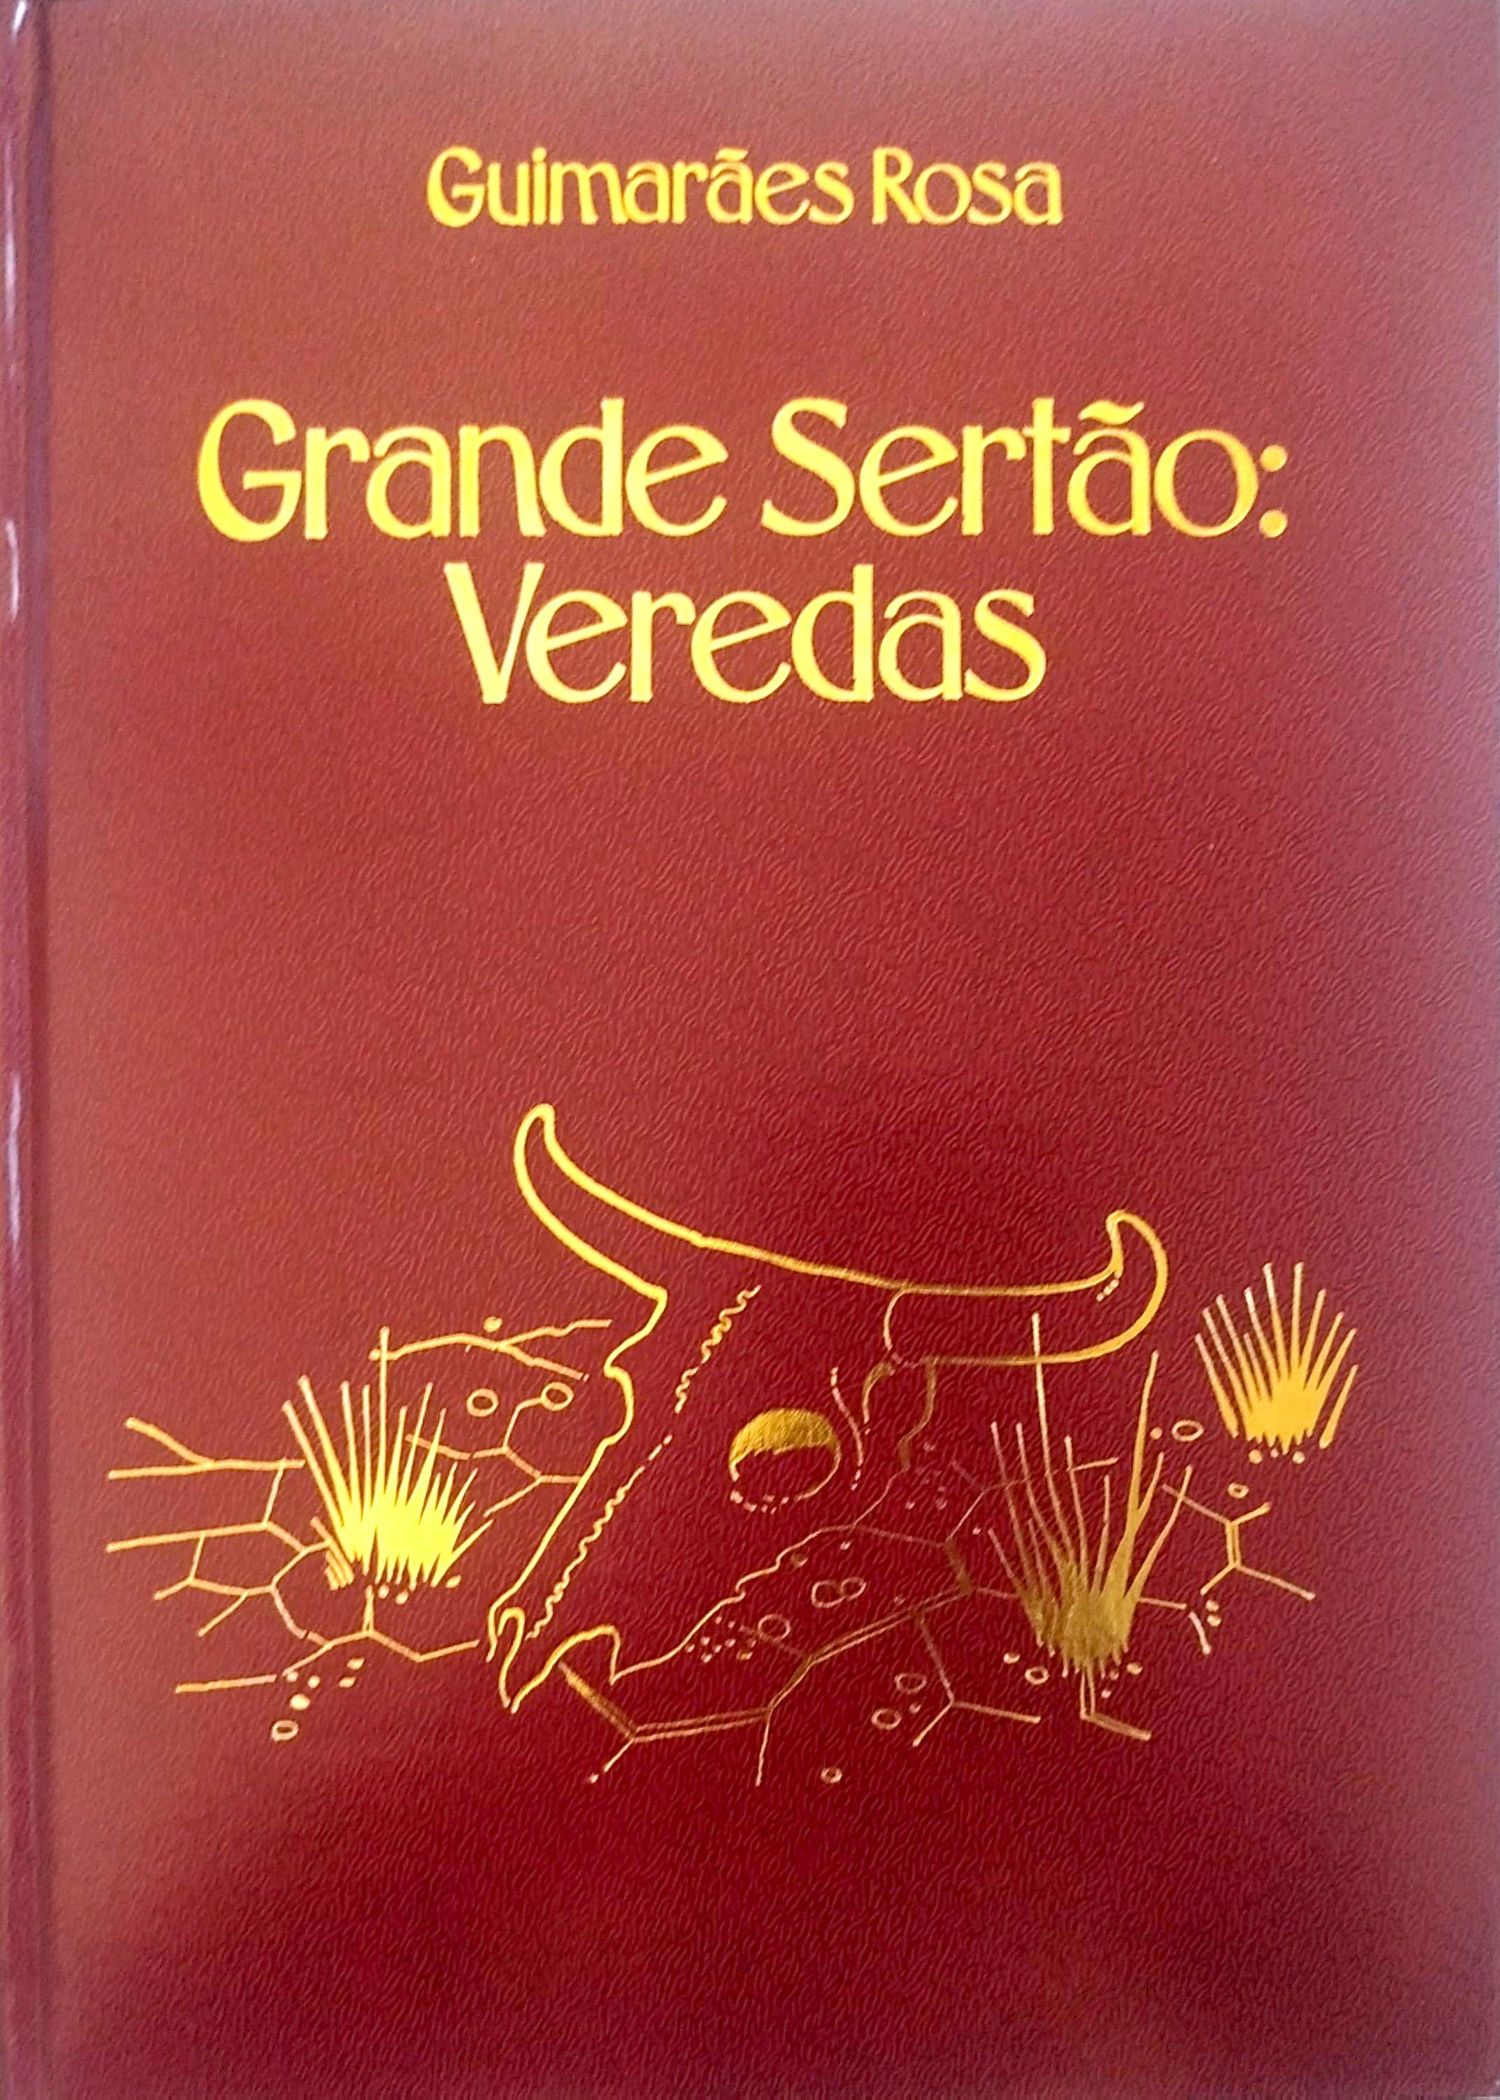 Guimarães Rosa
Grande Sertão:
Veredas